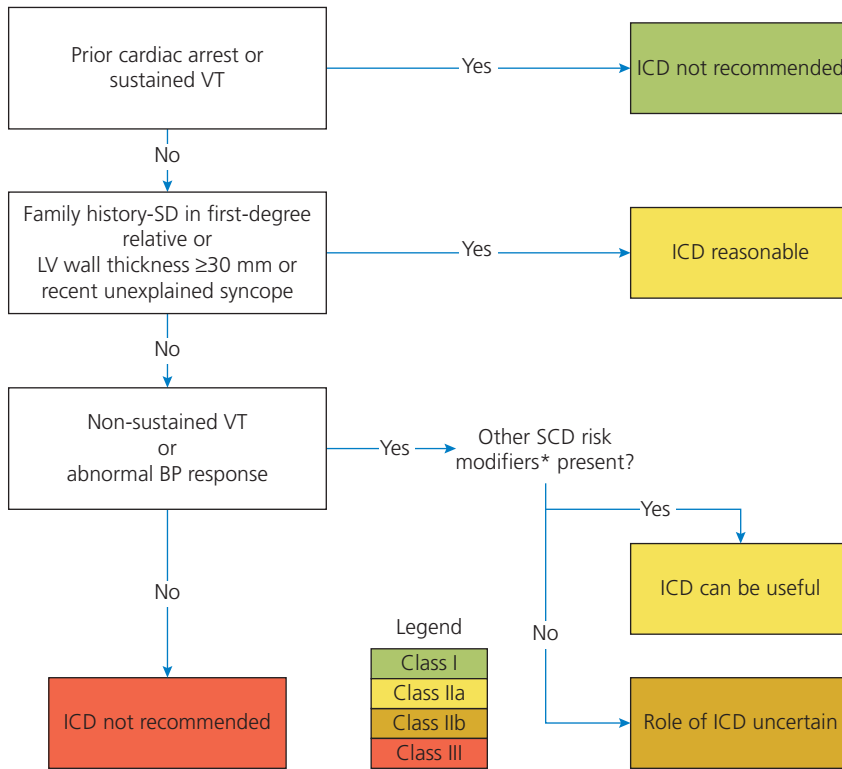 Prior cardiac arrest or
sustained VT
Yes
ICD not recommended
No
Family history-SD in first-degree
relative or
LV wall thickness ≥30 mm or
recent unexplained syncope
Yes
ICD reasonable
No
Non-sustained VT
or
abnormal BP response
Yes
Other SCD risk
modifiers* present?
Yes
ICD can be useful
No
No
Legend
Class I
Class IIa
Class IIb
Class III
ICD not recommended
Role of ICD uncertain